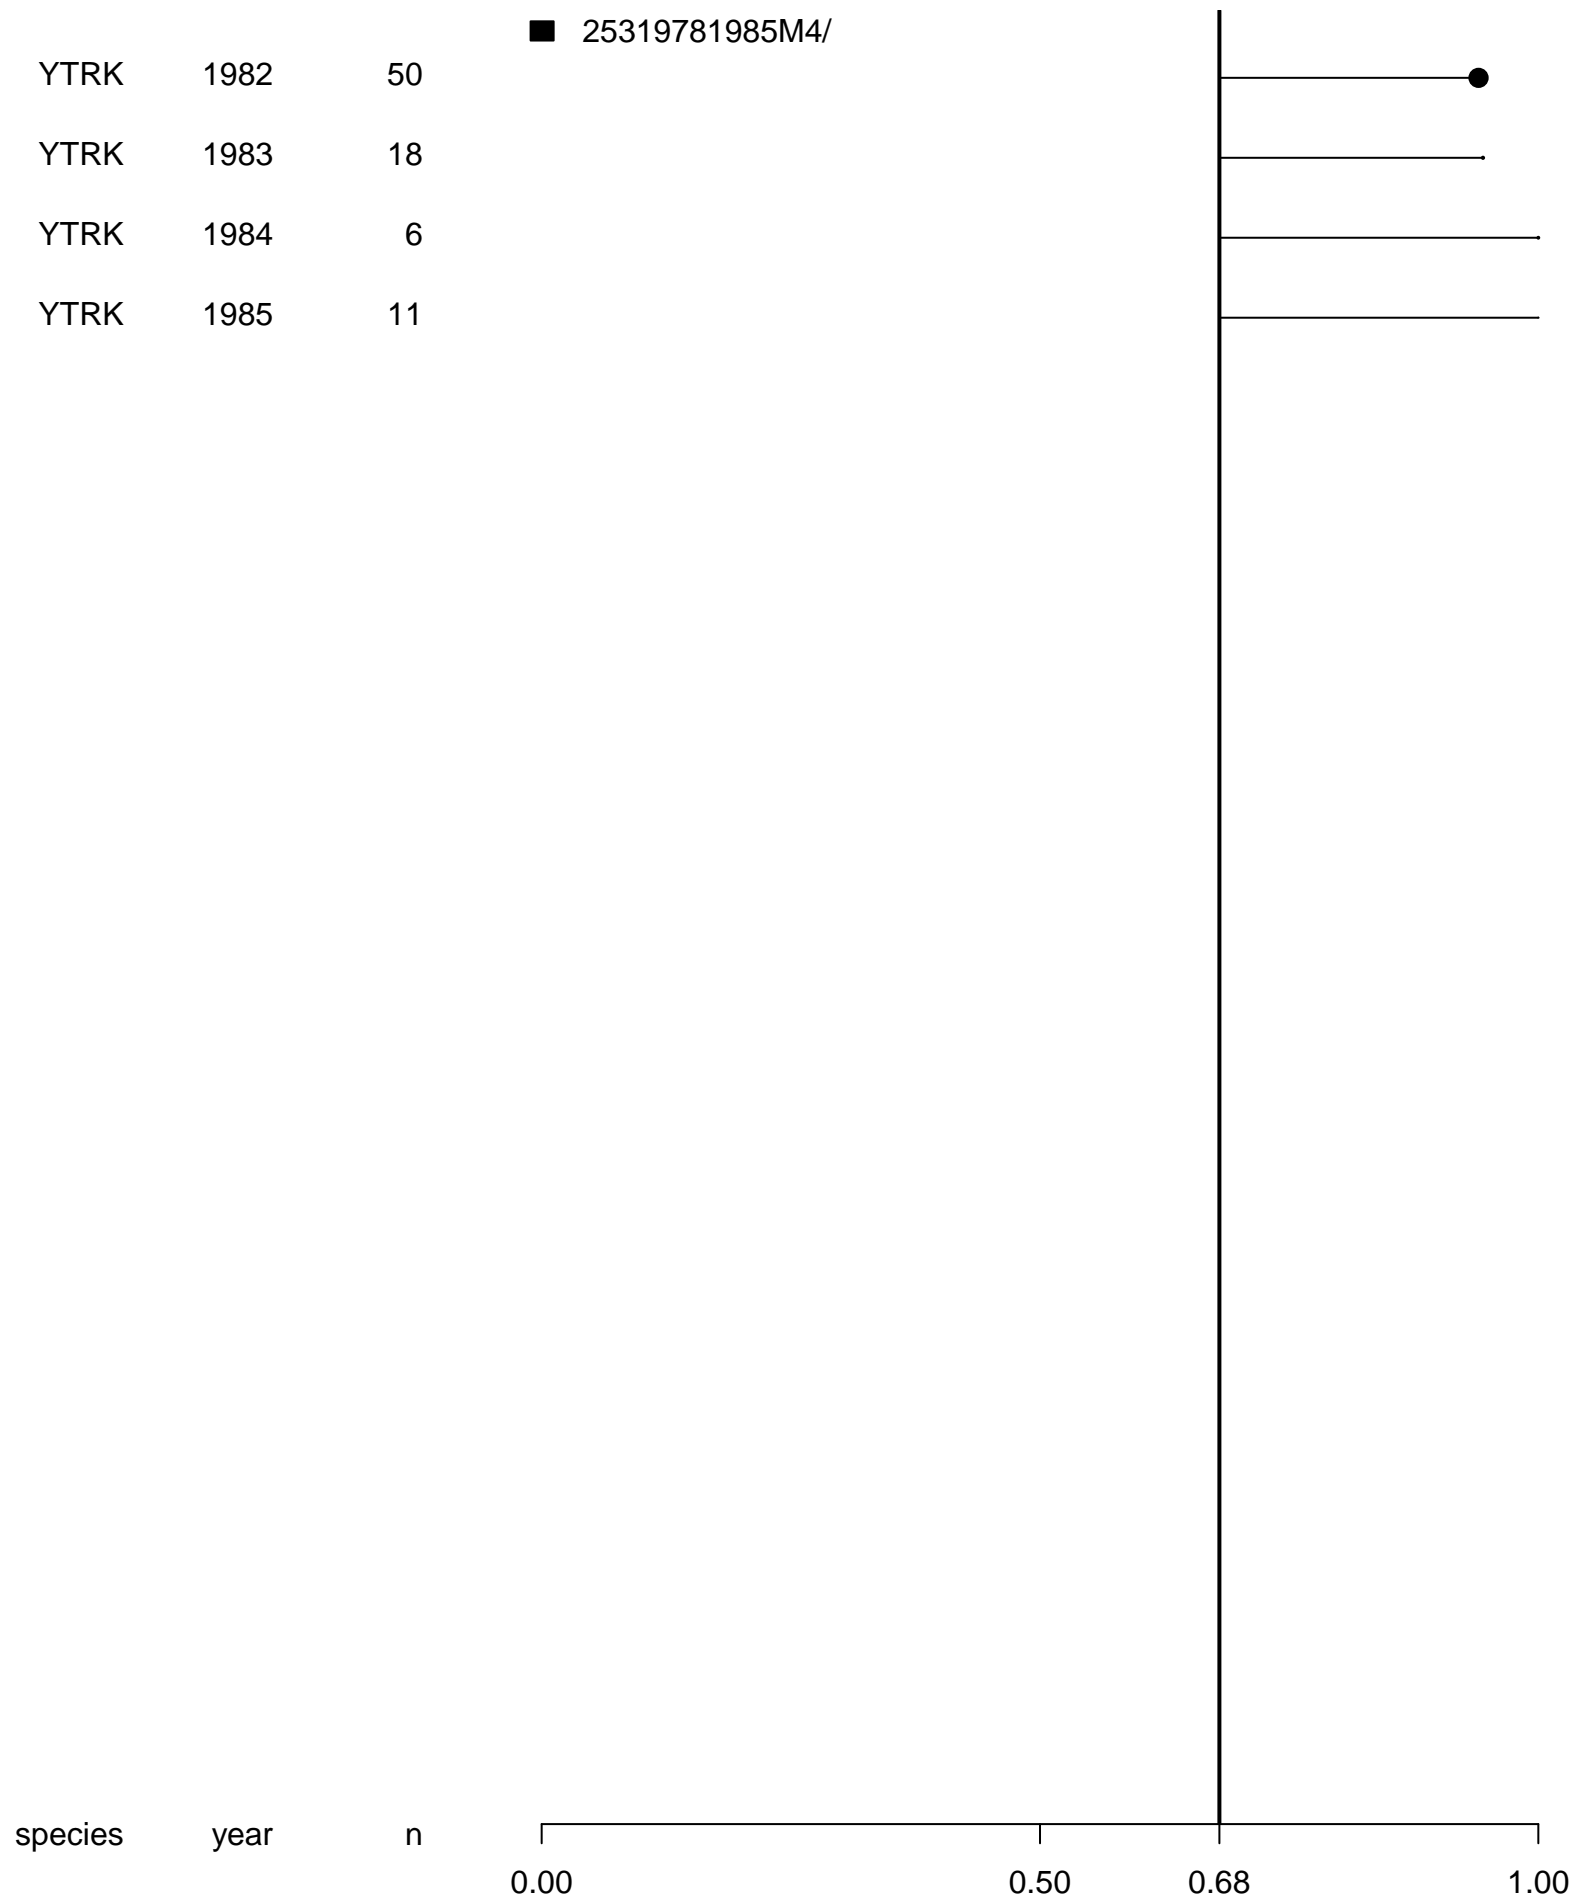 25319781985M4/
YTRK 1982 50
YTRK 1983 18
YTRK 1984 6
YTRK 1985 11
species year n
0.00 0.50 0.68 1.00